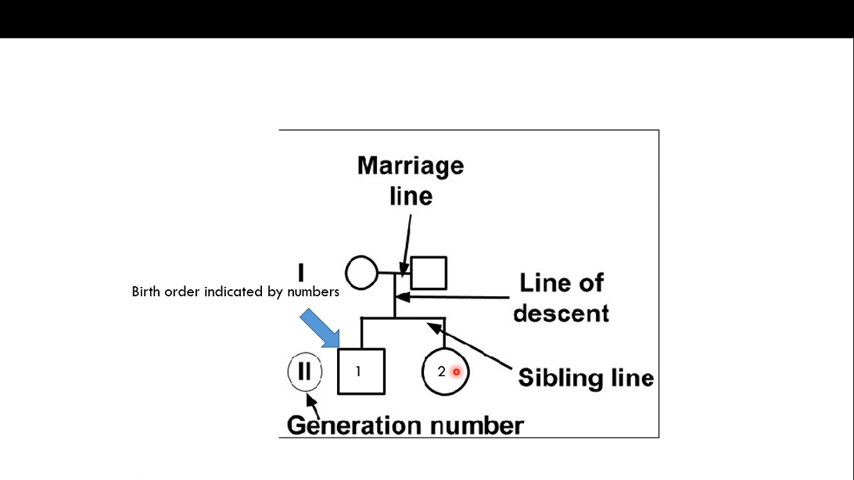 Marriage
line
I
Birth order indicated by numbers
Line of
descent
II
1
2
Sibling line
Generation number